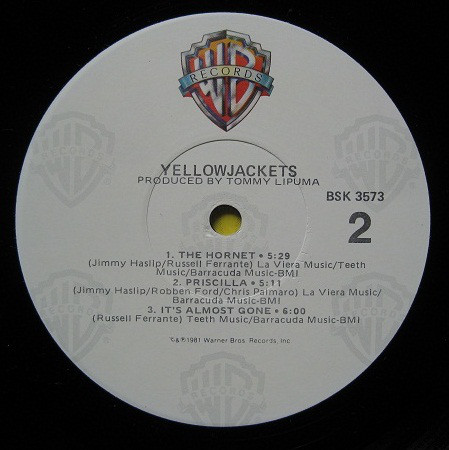 WB
RECORDS
YELLOWJACKETS
PRODUCED BY TOMMY LIPUMA
BSK 3573
2
1. THE HORNET • 5:29
(Jimmy Haslip/Russell Ferrante) La Viera Music/Teeth
Music/Barracuda Music-BMI
2. PRISCILLA • 5:11
(Jimmy Haslip/Robben Ford/Chris Palmaro) La Viera Music/
Barracuda Music-BMI
3. IT'S ALMOST GONE • 6:00
(Russell Ferrante) Teeth Music/Barracuda Music-BMI
℗&©1981 Warner Bros. Records, Inc